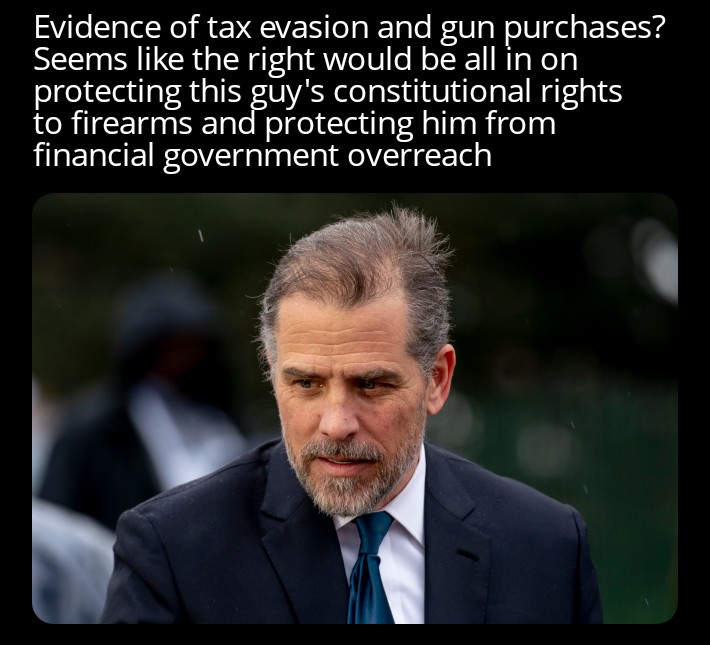 Evidence of tax evasion and gun purchases?
Seems like the right would be all in on
protecting this guy's constitutional rights
to firearms and protecting him from
financial government overreach